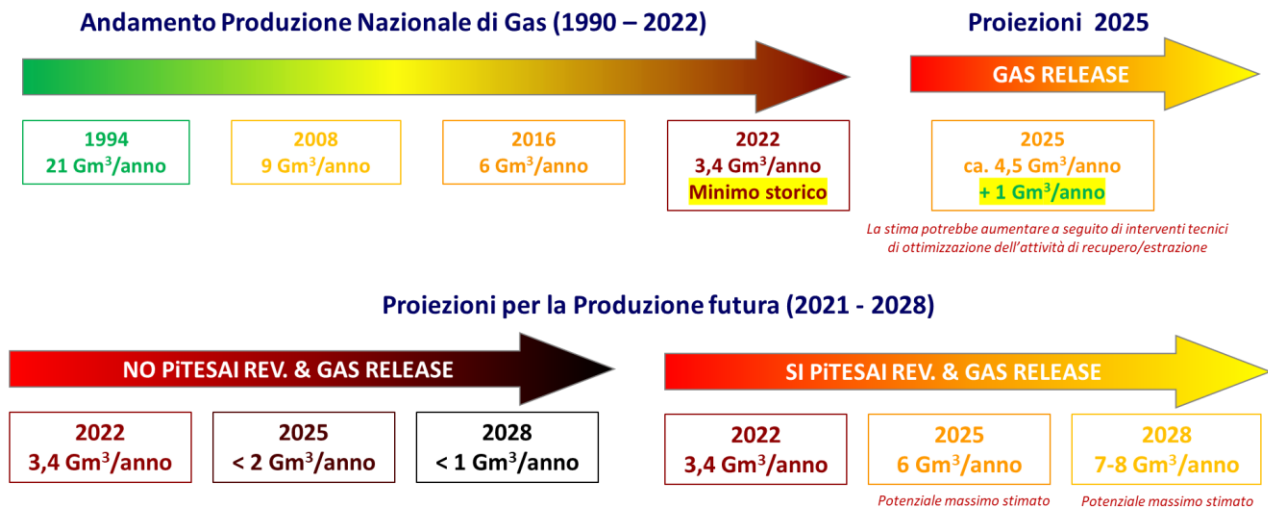 Andamento Produzione Nazionale di Gas (1990 – 2022)
Proiezioni 2025
GAS RELEASE
1994
21 Gm³/anno
2008
9 Gm³/anno
2016
6 Gm³/anno
2022
3,4 Gm³/anno
Minimo storico
2025
ca. 4,5 Gm³/anno
+ 1 Gm³/anno
La stima potrebbe aumentare a seguito di interventi tecnici
di ottimizzazione dell'attività di recupero/estrazione
Proiezioni per la Produzione futura (2021 - 2028)
NO PiTESAI REV. & GAS RELEASE
2022
3,4 Gm³/anno
2025
< 2 Gm³/anno
2028
< 1 Gm³/anno
SI PiTESAI REV. & GAS RELEASE
2022
3,4 Gm³/anno
2025
6 Gm³/anno
Potenziale massimo stimato
2028
7-8 Gm³/anno
Potenziale massimo stimato